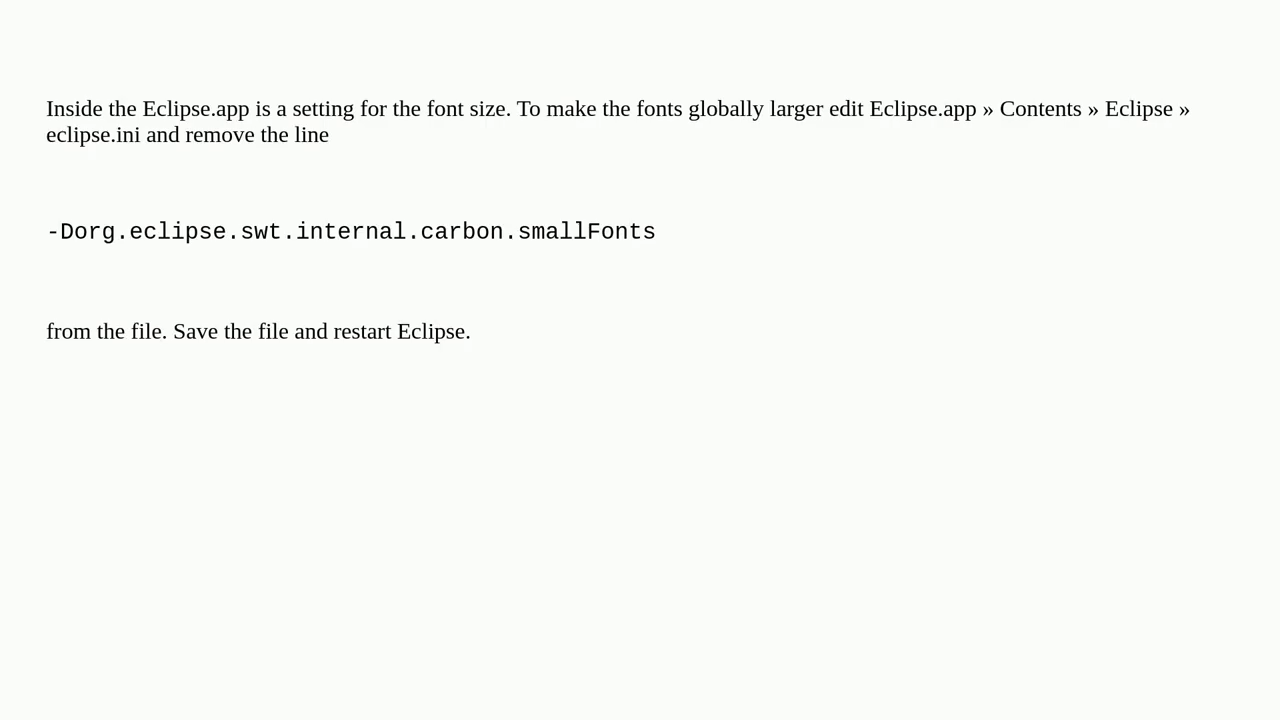 Inside the Eclipse.app is a setting for the font size. To make the fonts globally larger edit Eclipse.app » Contents » Eclipse »
eclipse.ini and remove the line
-Dorg.eclipse.swt.internal.carbon.smallFonts
from the file. Save the file and restart Eclipse.